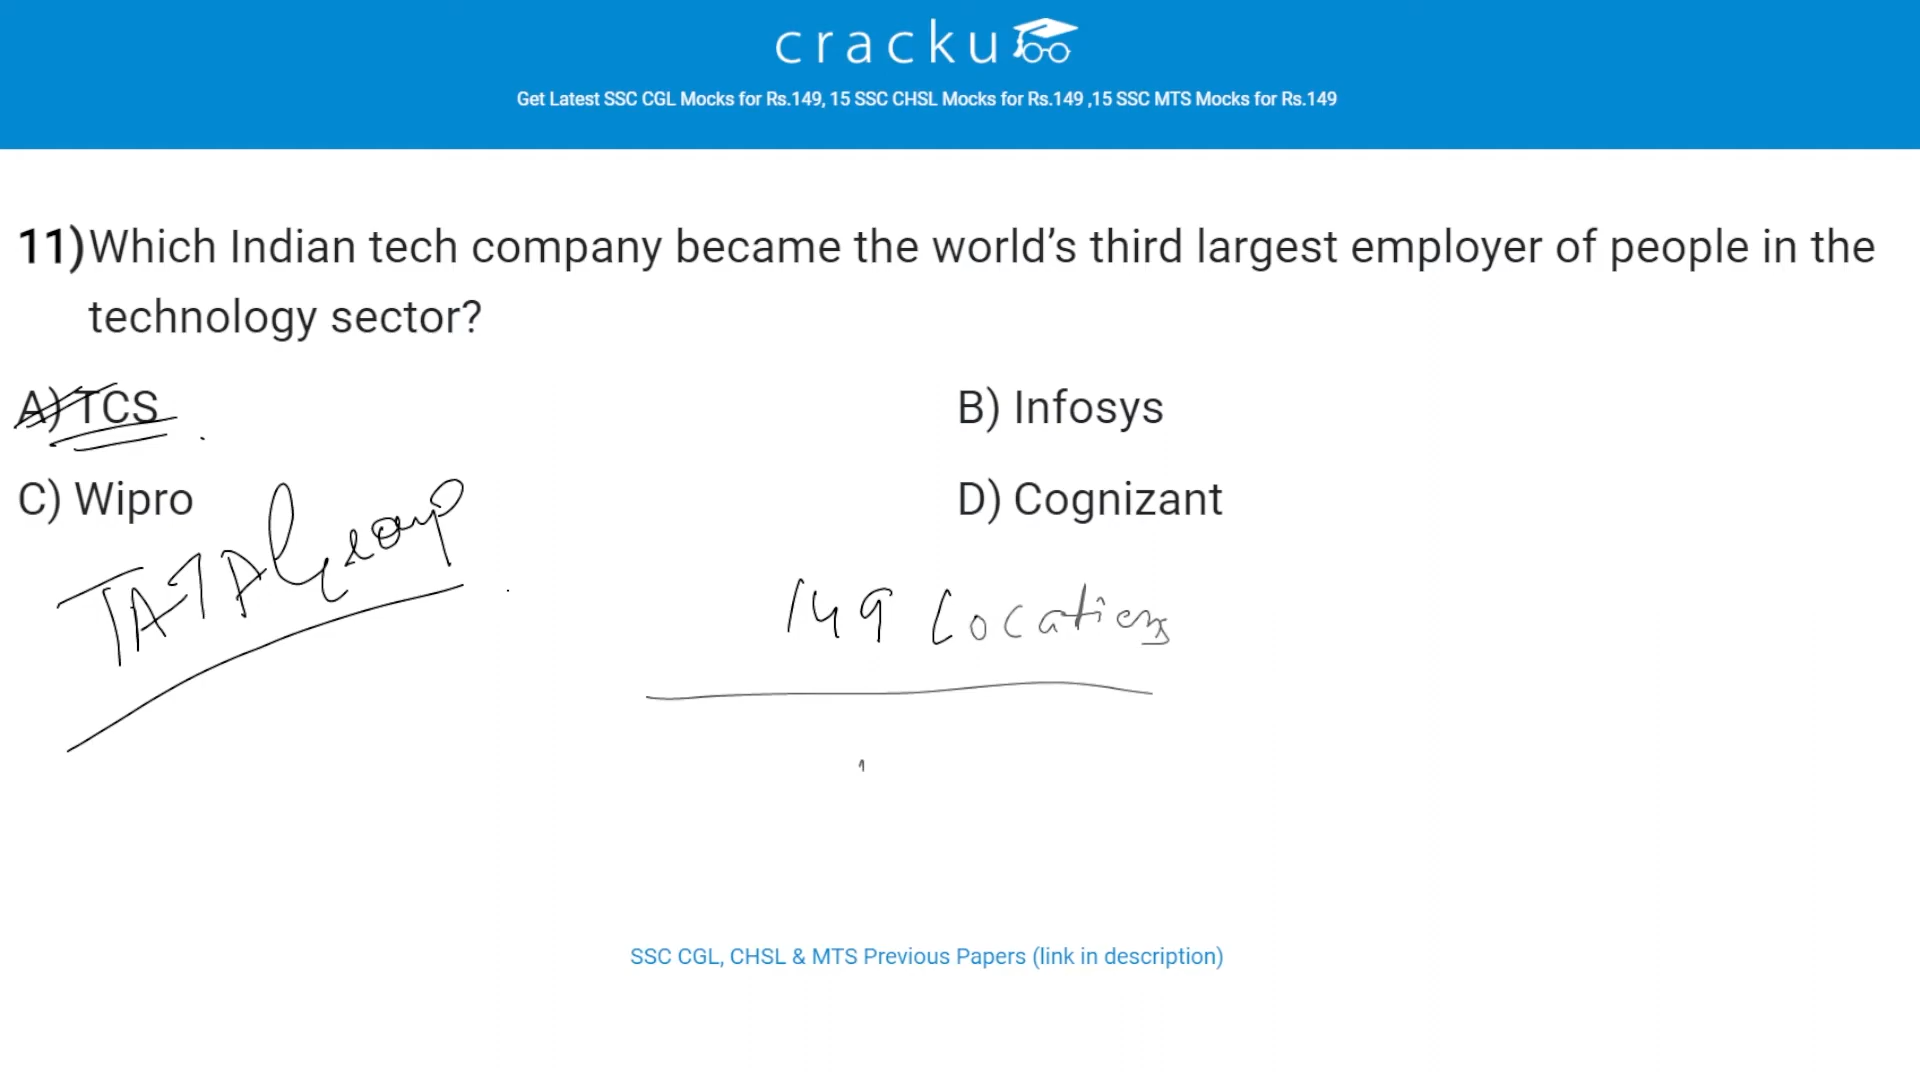 cracku
Get Latest SSC CGL Mocks for Rs.149, 15 SSC CHSL Mocks for Rs.149 ,15 SSC MTS Mocks for Rs.149
11) Which Indian tech company became the world’s third largest employer of people in the
technology sector?
A) TCS
B) Infosys
C) Wipro
D) Cognizant
TATA Group
149 Locations
SSC CGL, CHSL & MTS Previous Papers (link in description)